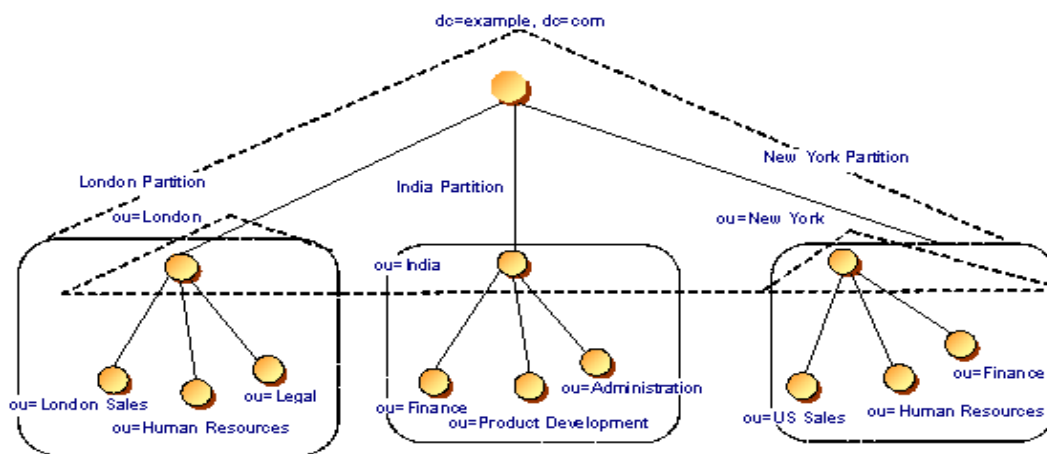 dc=example, dc=com
New York Partition
London Partition
India Partition
ou=London
ou=New York
ou=India
ou=Finance
ou=Legal
ou=Administration
ou=London Sales
ou=Finance
ou=US Sales
ou=Human Resources
ou=Human Resources
ou=Product Development